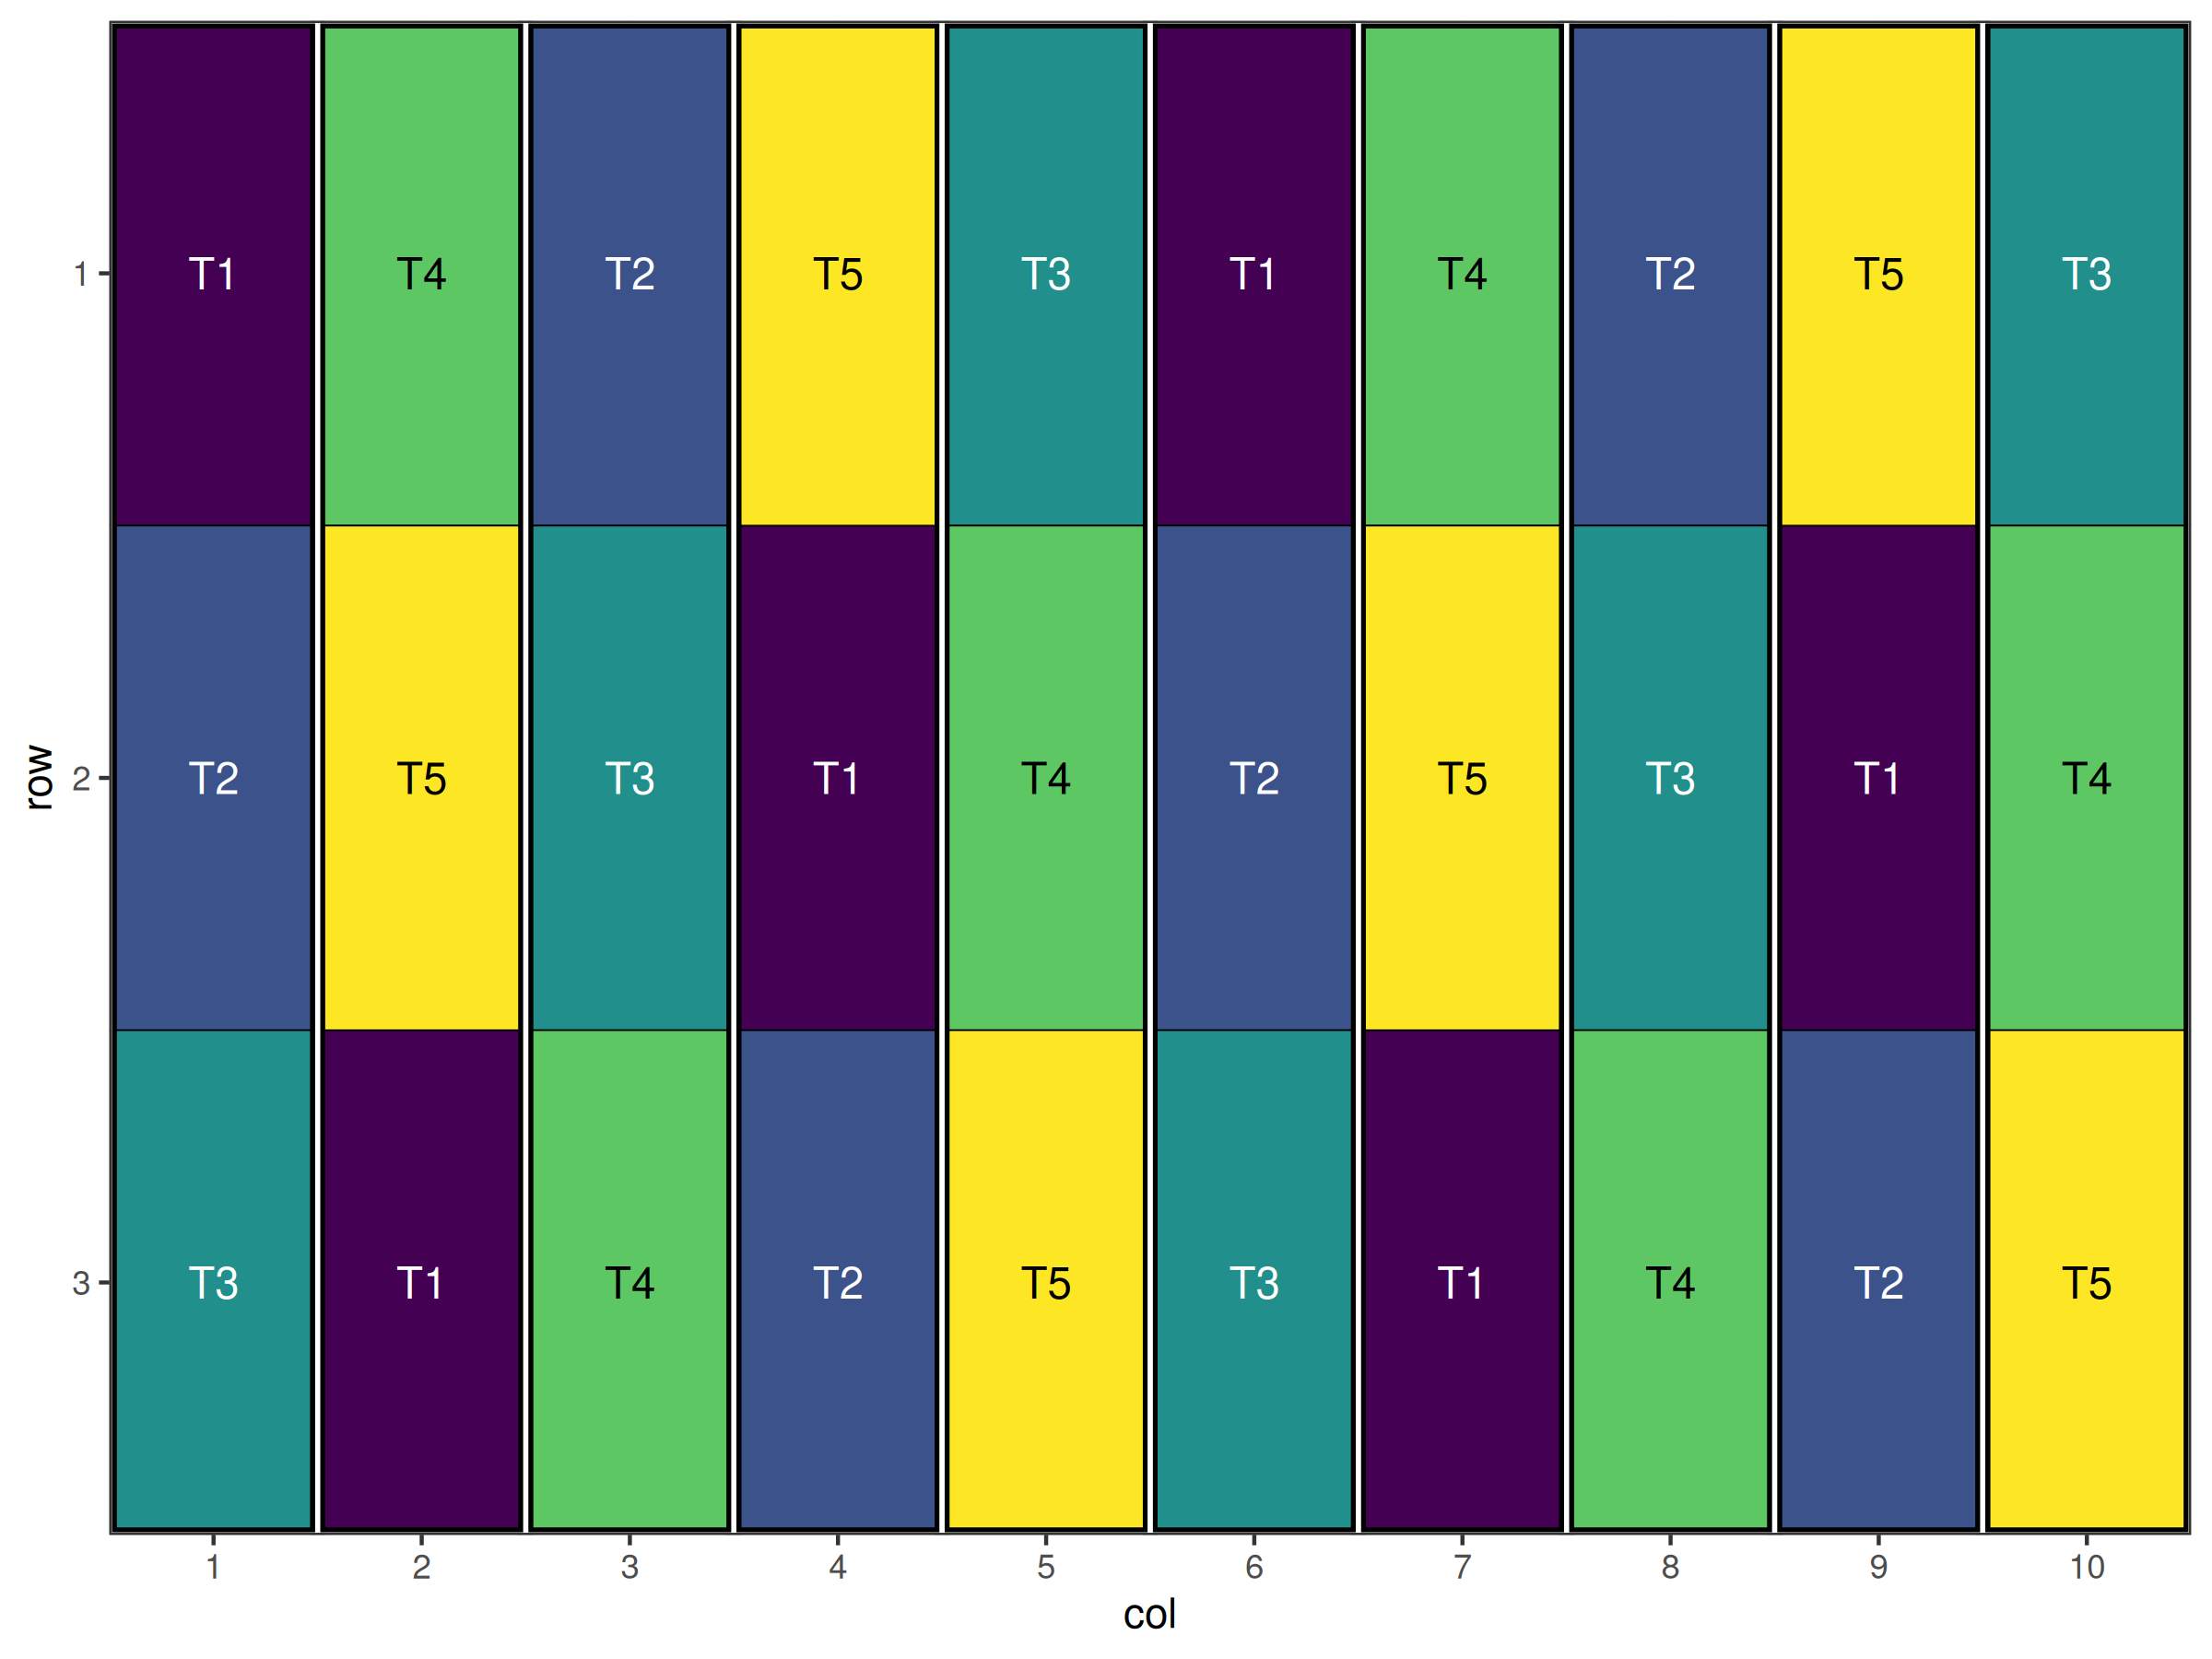 1 T1 T4 T2 T5 T3 T1 T4 T2 T5 T3
row
2 T2 T5 T3 T1 T4 T2 T5 T3 T1 T4
3 T3 T1 T4 T2 T5 T3 T1 T4 T2 T5
1 2 3 4 5 6 7 8 9 10
col